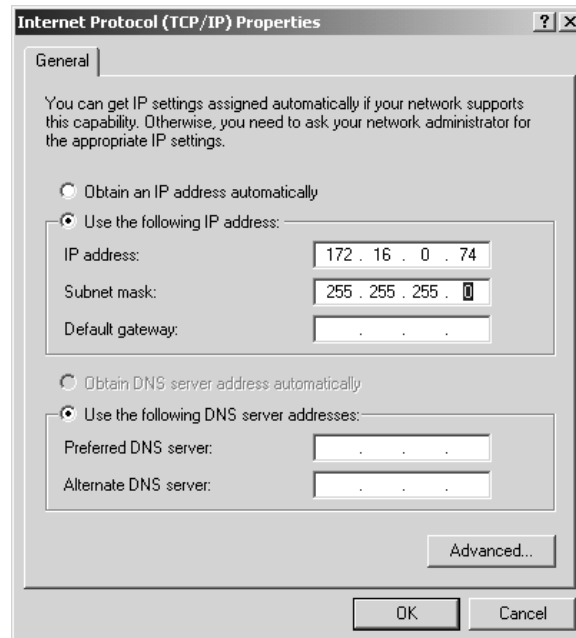 Internet Protocol (TCP/IP) Properties ? X
General
You can get IP settings assigned automatically if your network supports
this capability. Otherwise, you need to ask your network administrator for
the appropriate IP settings.
Obtain an IP address automatically
Use the following IP address:
IP address: 172 . 16 . 0 . 74
Subnet mask: 255 . 255 . 255 . 0
Default gateway: . . .
Obtain DNS server address automatically
Use the following DNS server addresses:
Preferred DNS server: . . .
Alternate DNS server: . . .
Advanced...
OK Cancel